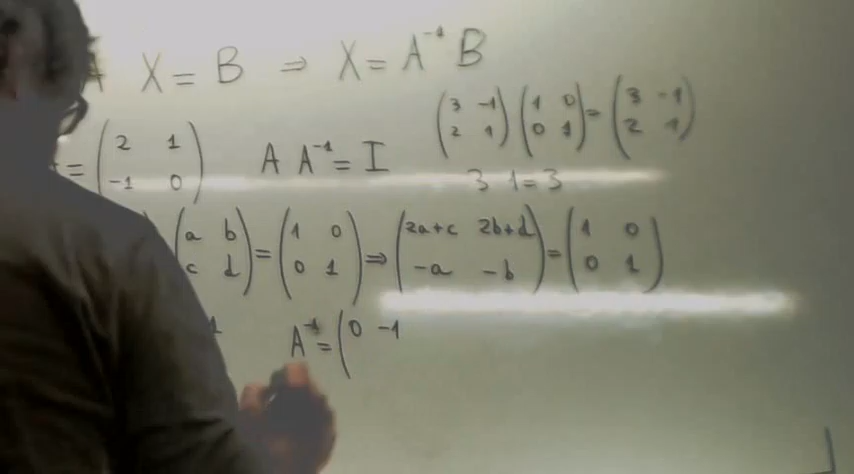 A X = B ⇒ X = A⁻¹ B
= (2 1; -1 0) A A⁻¹ = I (3 -1; 2 1)(1 0; 0 1) = (3 -1; 2 1)
3 1 = 3
(a b; c d) = (1 0; 0 1) ⇒ (2a+c 2b+d; -a -b) = (1 0; 0 1)
A⁻¹ = (0 -1